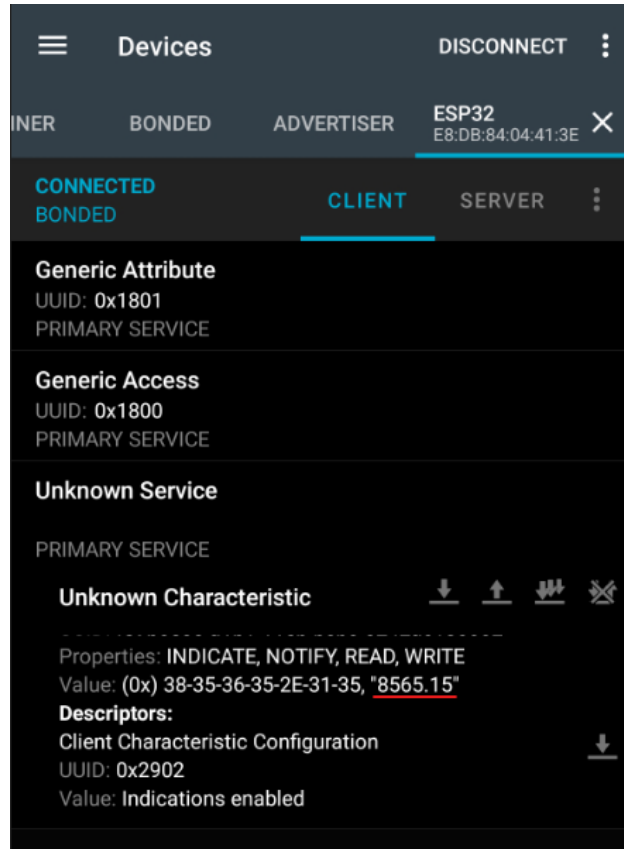 Devices
DISCONNECT
INER
BONDED
ADVERTISER
ESP32
E8:DB:84:04:41:3E
CONNECTED
BONDED
CLIENT
SERVER
Generic Attribute
UUID: 0x1801
PRIMARY SERVICE
Generic Access
UUID: 0x1800
PRIMARY SERVICE
Unknown Service
PRIMARY SERVICE
Unknown Characteristic
Properties: INDICATE, NOTIFY, READ, WRITE
Value: (0x) 38-35-36-35-2E-31-35, "8565.15"
Descriptors:
Client Characteristic Configuration
UUID: 0x2902
Value: Indications enabled